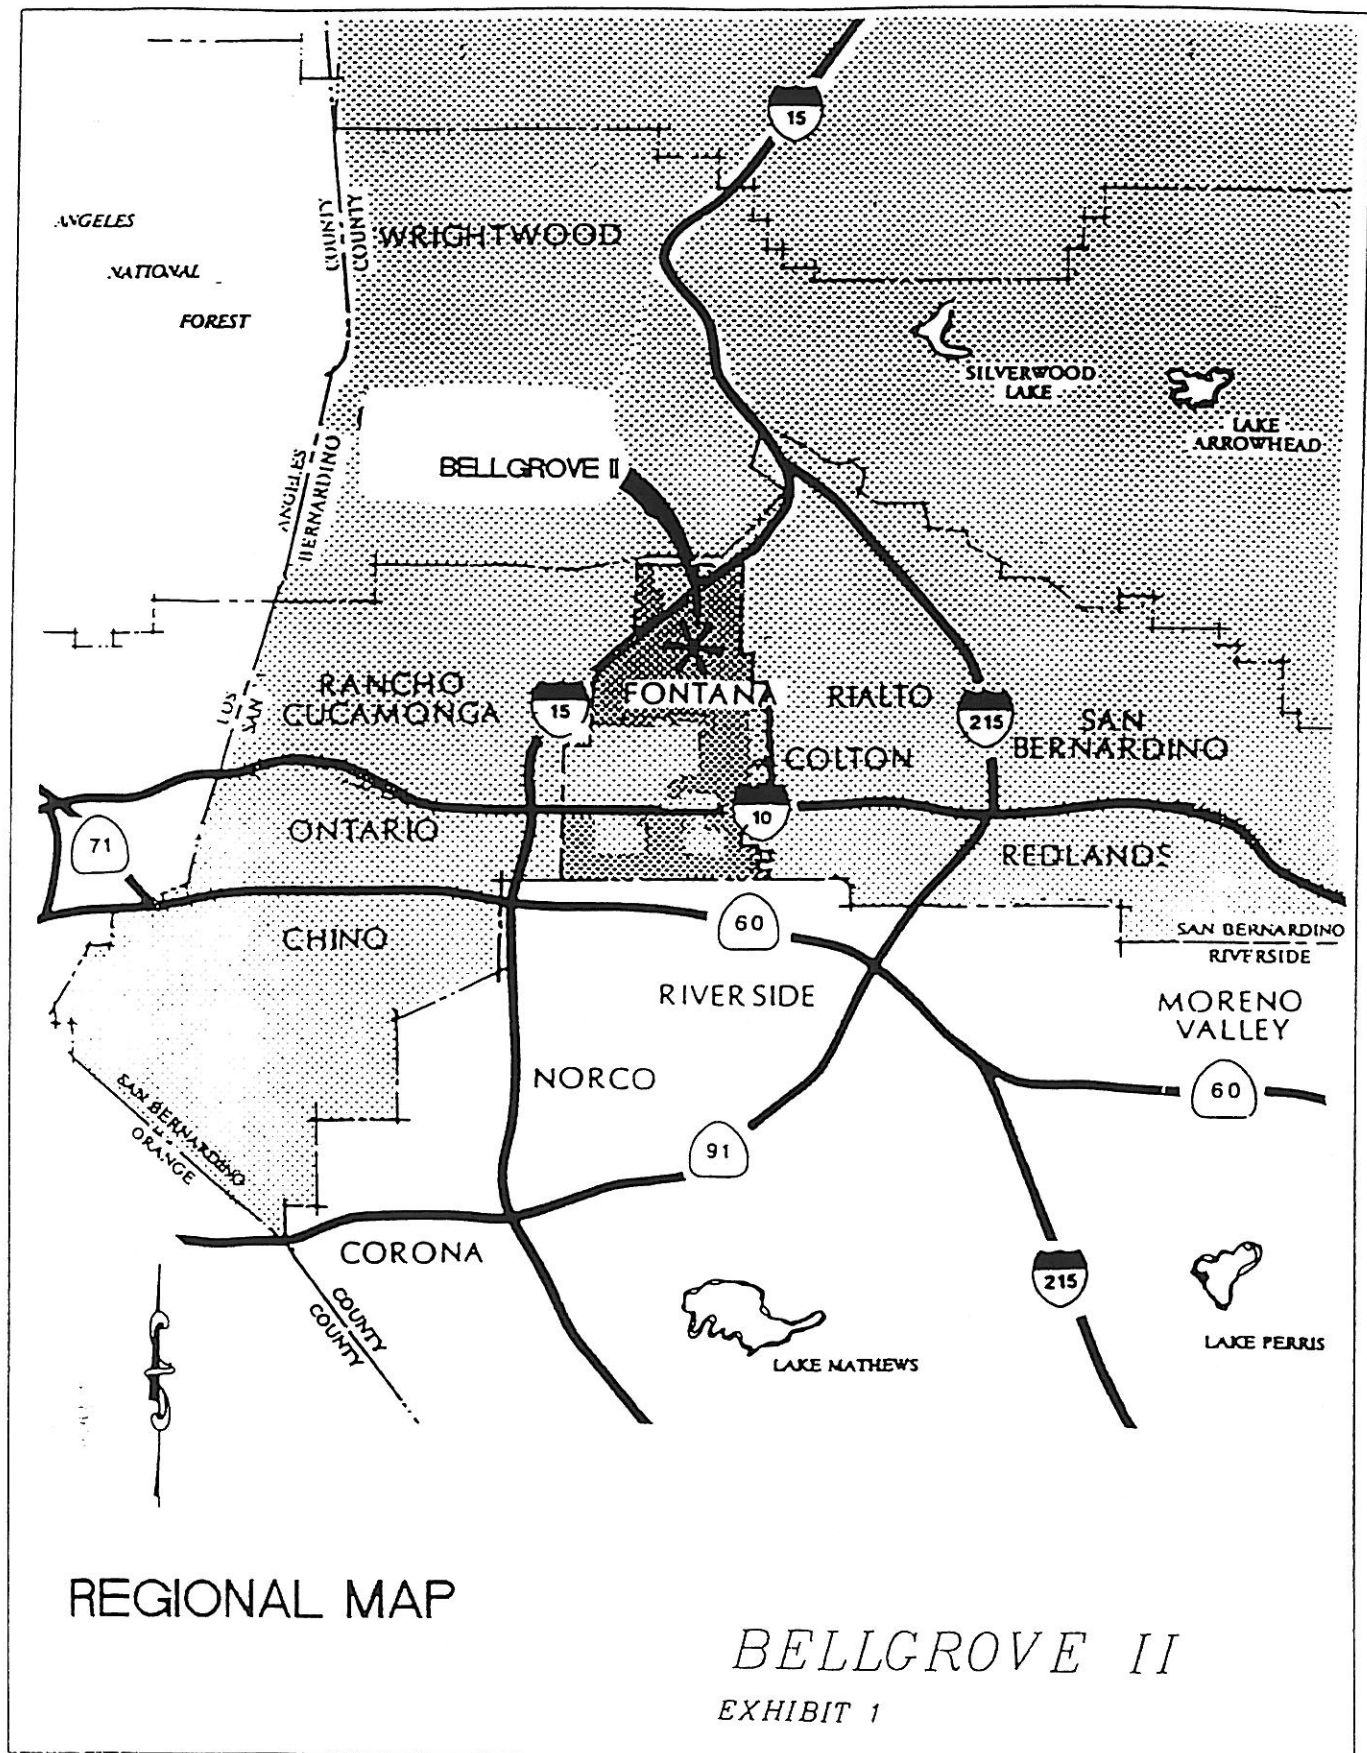 15
ANGELES
NATIONAL
FOREST
COUNTY
COUNTY
WRIGHTWOOD
SILVERWOOD
LAKE
LAKE
ARROWHEAD
BELLGROVE II
LOS ANGELES
SAN BERNARDINO
RANCHO
CUCAMONGA
15
FONTANA
RIALTO
215
SAN
BERNARDINO
COLTON
71
ONTARIO
10
REDLANDS
CHINO
60
SAN BERNARDINO
RIVERSIDE
RIVERSIDE
MORENO
VALLEY
NORCO
60
SAN BERNARDINO
ORANGE
91
CORONA
COUNTY
COUNTY
215
LAKE MATHEWS
LAKE PERRIS
REGIONAL MAP
BELLGROVE II
EXHIBIT 1